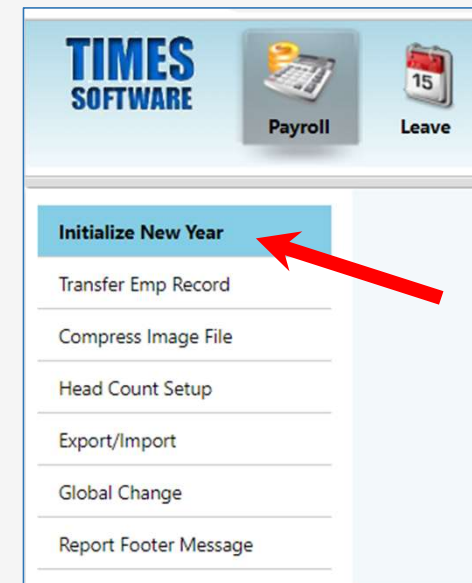 TIMES
SOFTWARE
Payroll
15
Leave
Initialize New Year
Transfer Emp Record
Compress Image File
Head Count Setup
Export/Import
Global Change
Report Footer Message